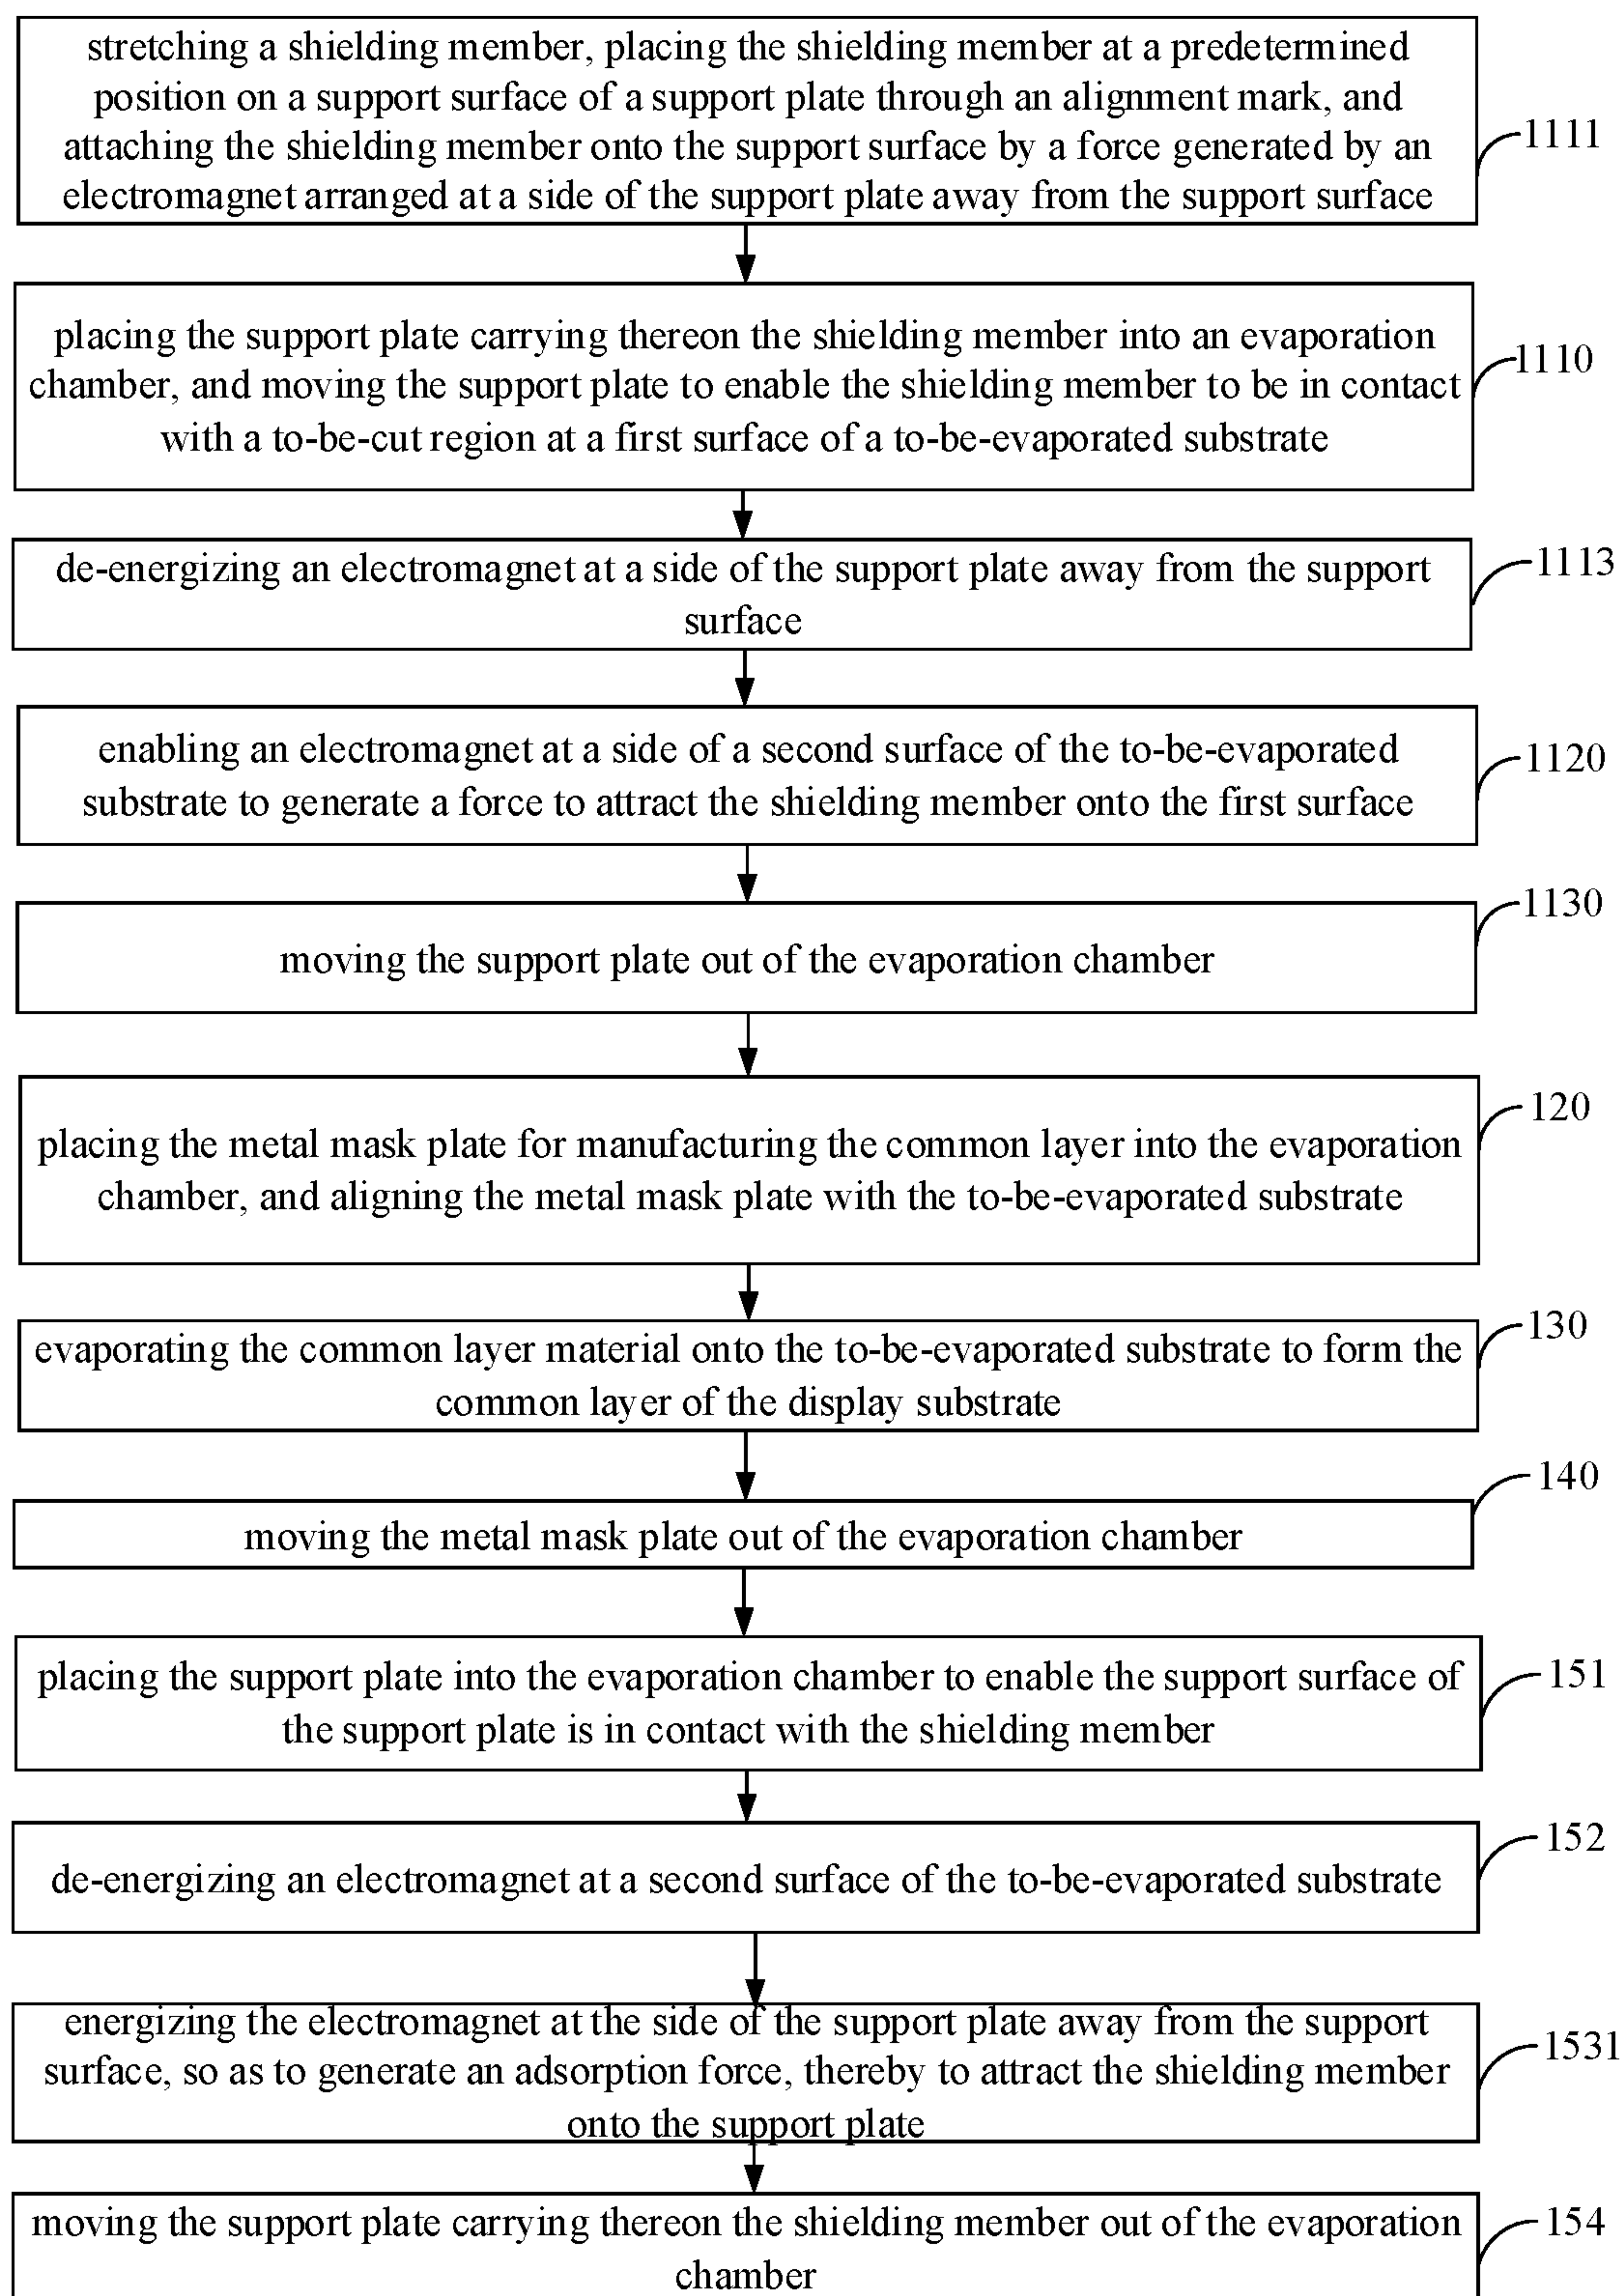 stretching a shielding member, placing the shielding member at a predetermined
position on a support surface of a support plate through an alignment mark, and
attaching the shielding member onto the support surface by a force generated by an
electromagnet arranged at a side of the support plate away from the support surface
1111
placing the support plate carrying thereon the shielding member into an evaporation
chamber, and moving the support plate to enable the shielding member to be in contact
with a to-be-cut region at a first surface of a to-be-evaporated substrate
1110
de-energizing an electromagnet at a side of the support plate away from the support
surface
1113
enabling an electromagnet at a side of a second surface of the to-be-evaporated
substrate to generate a force to attract the shielding member onto the first surface
1120
moving the support plate out of the evaporation chamber
1130
placing the metal mask plate for manufacturing the common layer into the evaporation
chamber, and aligning the metal mask plate with the to-be-evaporated substrate
120
evaporating the common layer material onto the to-be-evaporated substrate to form the
common layer of the display substrate
130
moving the metal mask plate out of the evaporation chamber
140
placing the support plate into the evaporation chamber to enable the support surface of
the support plate is in contact with the shielding member
151
de-energizing an electromagnet at a second surface of the to-be-evaporated substrate
152
energizing the electromagnet at the side of the support plate away from the support
surface, so as to generate an adsorption force, thereby to attract the shielding member
onto the support plate
1531
moving the support plate carrying thereon the shielding member out of the evaporation
chamber
154